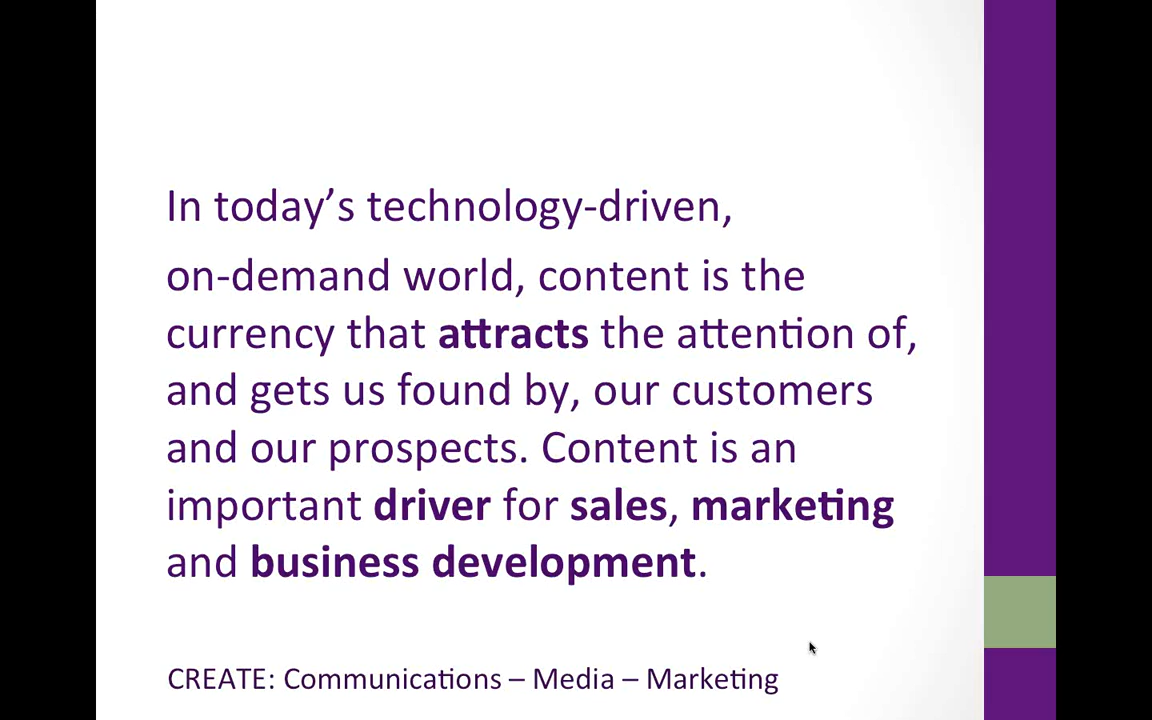 In today’s technology-driven,
on-demand world, content is the
currency that attracts the attention of,
and gets us found by, our customers
and our prospects. Content is an
important driver for sales, marketing
and business development.
CREATE: Communications – Media – Marketing